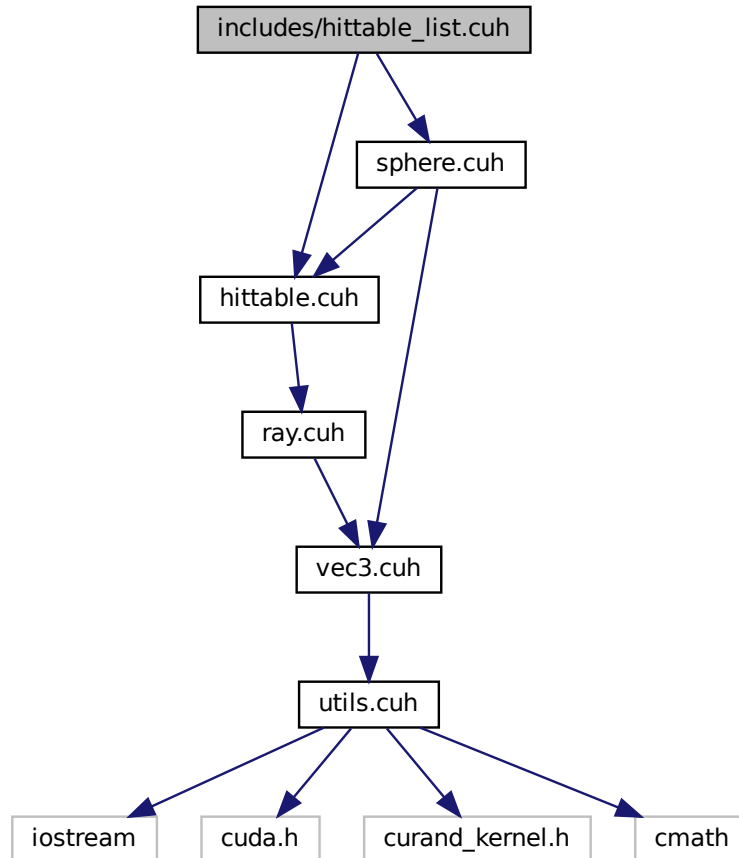 includes/hittable_list.cuh
sphere.cuh
hittable.cuh
ray.cuh
vec3.cuh
utils.cuh
iostream
cuda.h
curand_kernel.h
cmath